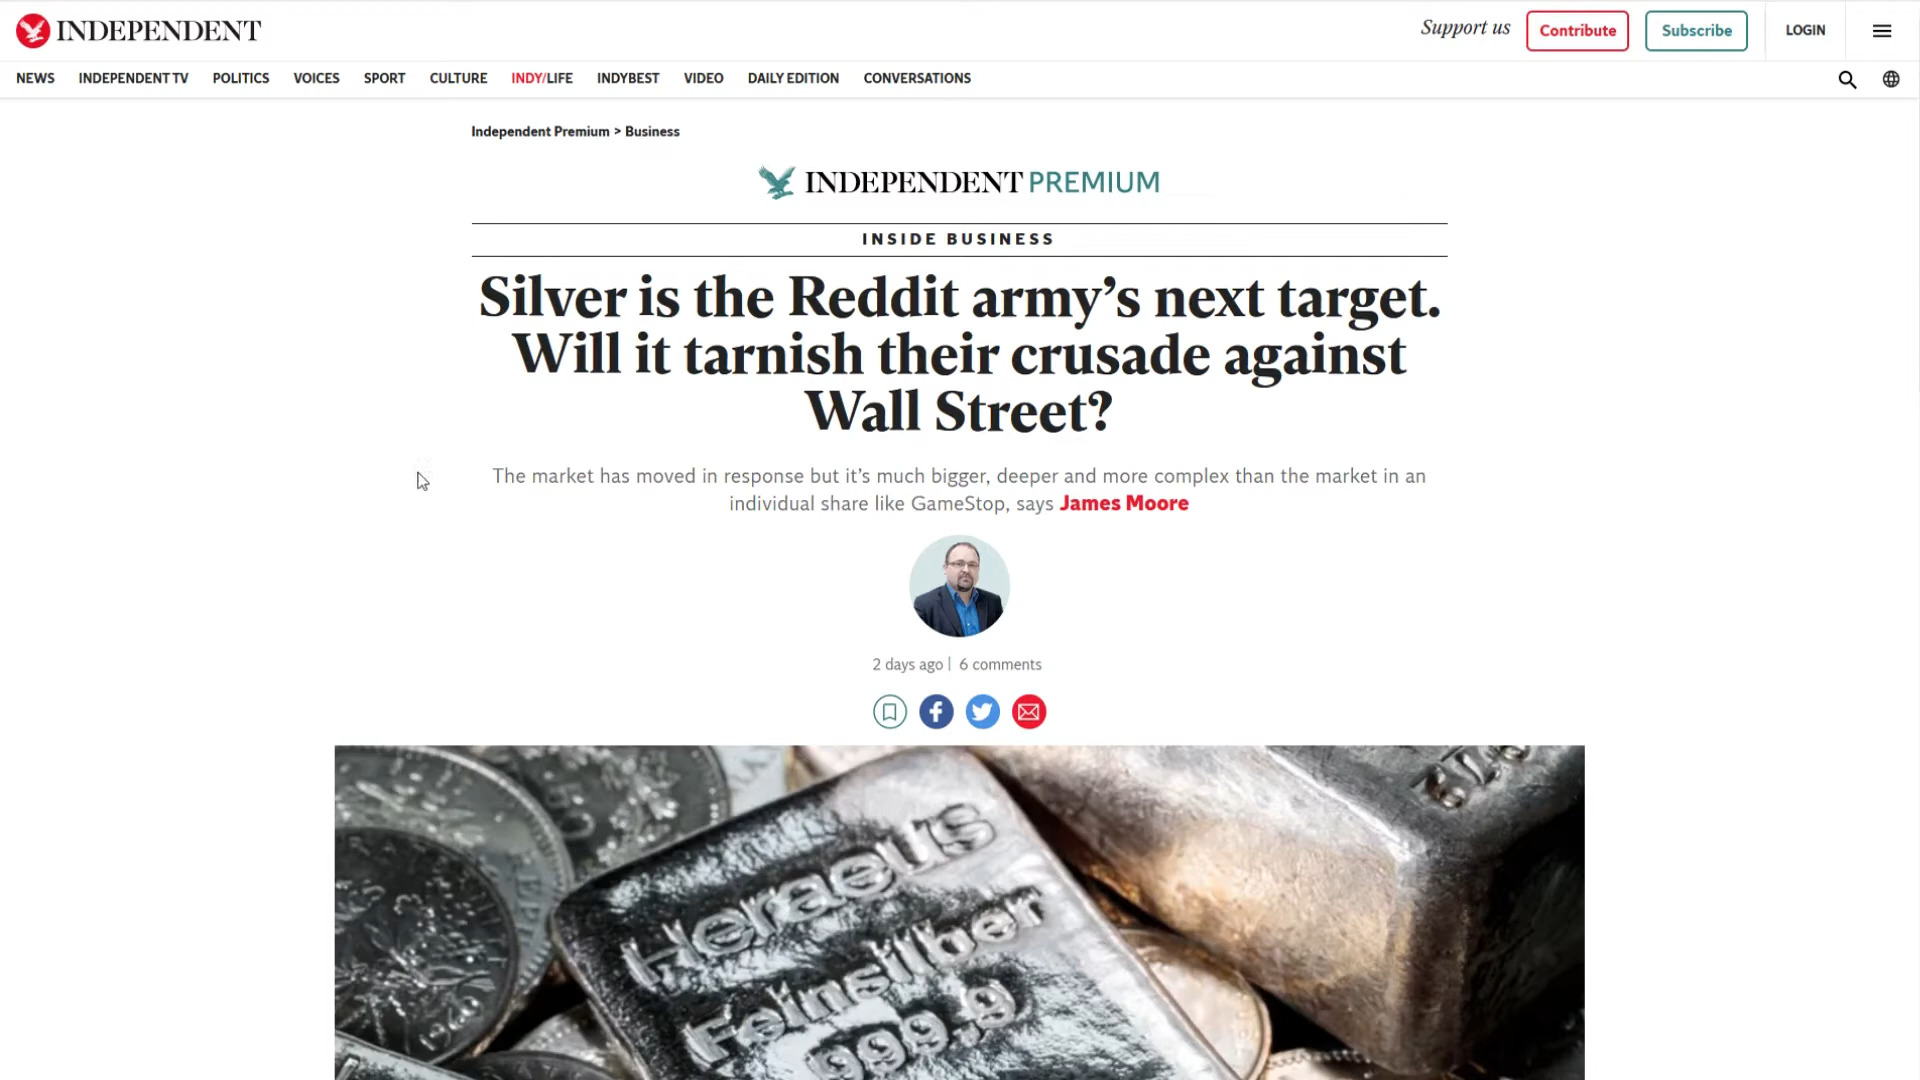 INDEPENDENT
Support us
Contribute
Subscribe
LOGIN
NEWS INDEPENDENT TV POLITICS VOICES SPORT CULTURE INDY/LIFE INDYBEST VIDEO DAILY EDITION CONVERSATIONS
Independent Premium > Business
INDEPENDENT PREMIUM
INSIDE BUSINESS
Silver is the Reddit army’s next target.
Will it tarnish their crusade against
Wall Street?
The market has moved in response but it’s much bigger, deeper and more complex than the market in an
individual share like GameStop, says James Moore
2 days ago | 6 comments
Heraeus
Feinsilber
999.9